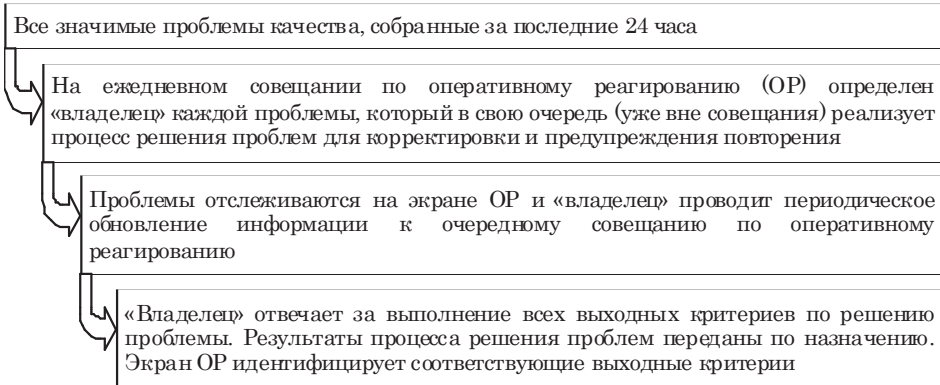 Все значимые проблемы качества, собранные за последние 24 часа
На ежедневном совещании по оперативному реагированию (ОР) определен
«владелец» каждой проблемы, который в свою очередь (уже вне совещания) реализует
процесс решения проблем для корректировки и предупреждения повторения
Проблемы отслеживаются на экране ОР и «владелец» проводит периодическое
обновление информации к очередному совещанию по оперативному
реагированию
«Владелец» отвечает за выполнение всех выходных критериев по решению
проблемы. Результаты процесса решения проблем переданы по назначению.
Экран ОР идентифицирует соответствующие выходные критерии